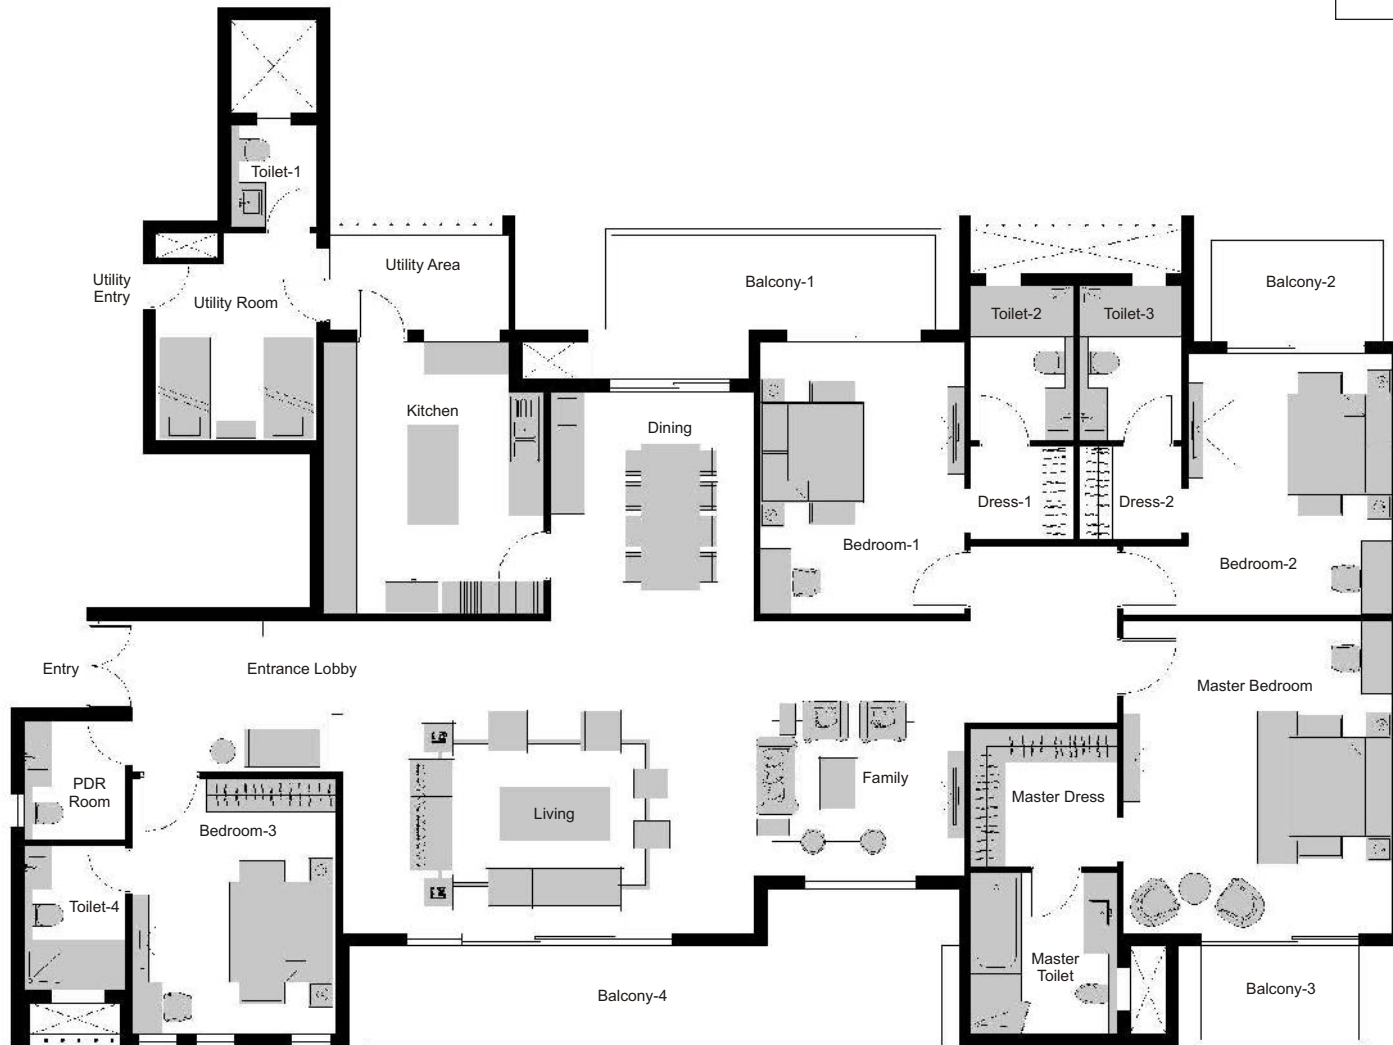 Toilet-1
Utility
Entry
Utility Room
Utility Area
Balcony-1
Toilet-2
Toilet-3
Balcony-2
Kitchen
Dining
Dress-1
Dress-2
Bedroom-1
Bedroom-2
Entry
Entrance Lobby
Master Bedroom
PDR
Room
Bedroom-3
Living
Family
Master Dress
Toilet-4
Master
Toilet
Balcony-4
Balcony-3